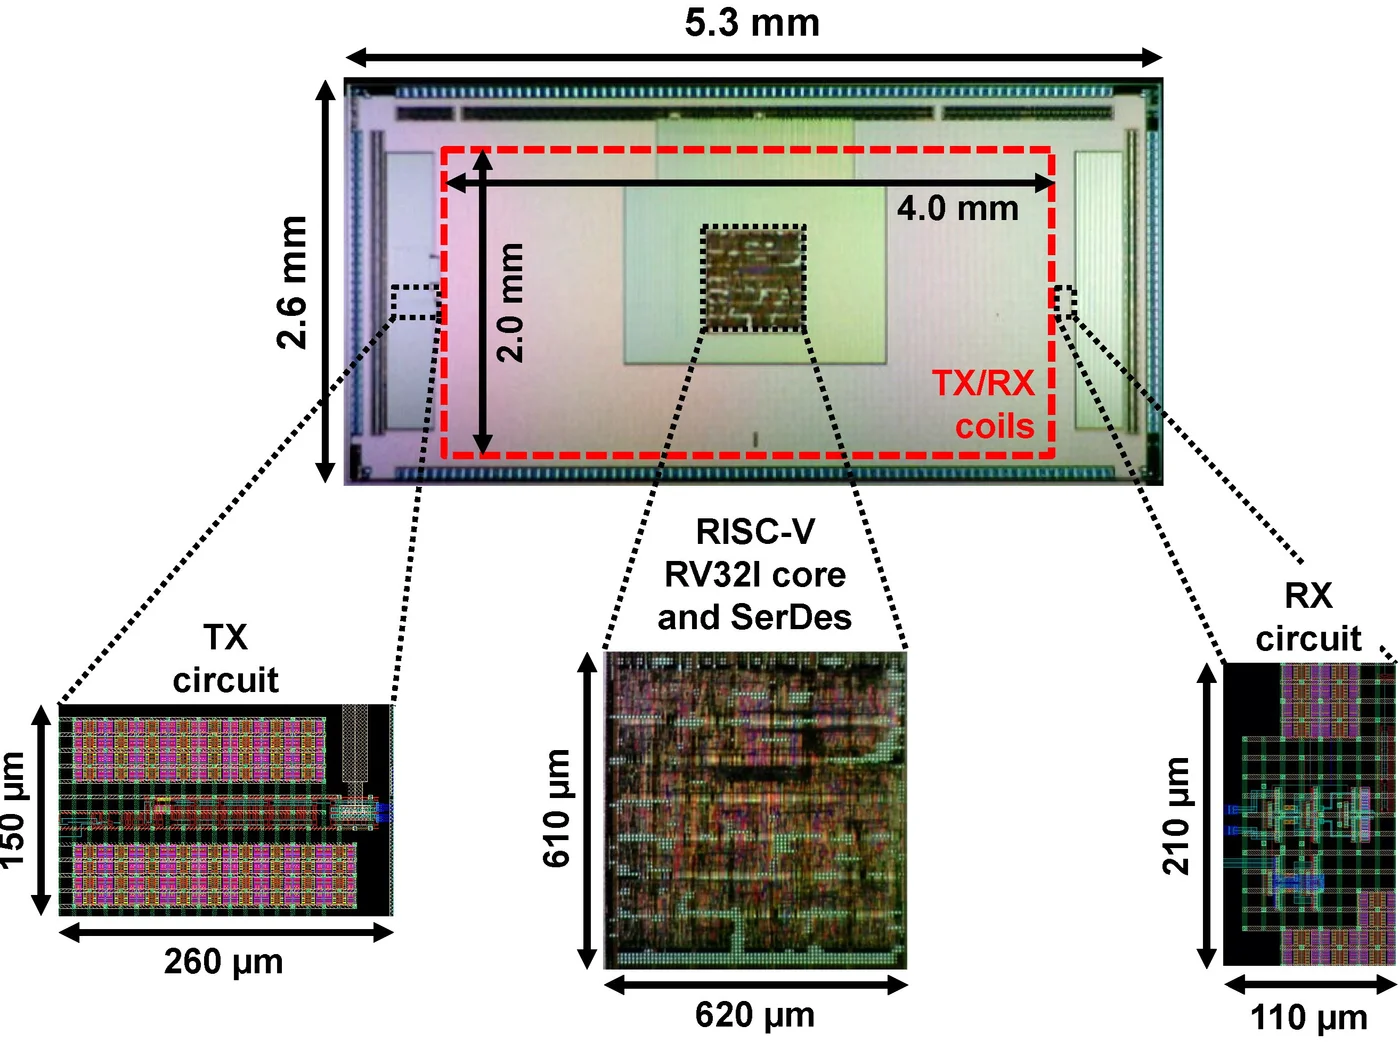 5.3 mm
2.6 mm
4.0 mm
2.0 mm
TX/RX
coils
RISC-V
RV32I core
and SerDes
TX
circuit
RX
circuit
150 µm
260 µm
610 µm
620 µm
210 µm
110 µm